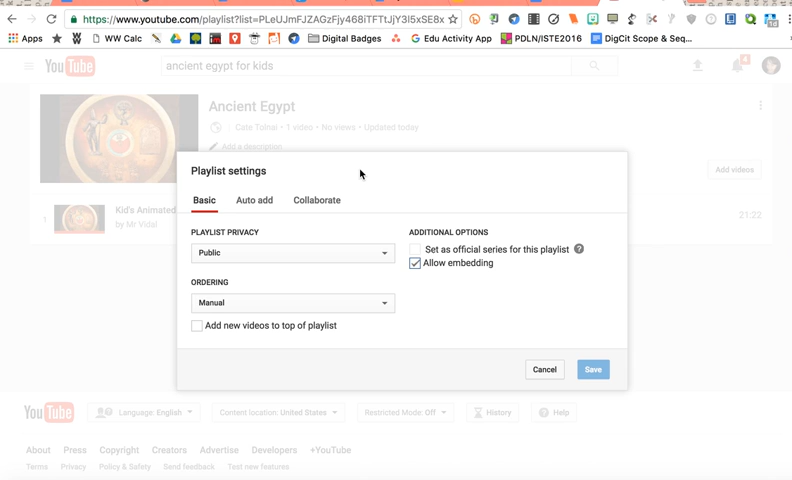 https://www.youtube.com/playlist?list=PLeUJmFJZAGzFjy468iTFTtJjY3l5xSE8x
Apps WW Calc Digital Badges Edu Activity App PDLN/ISTE2016 DigCit Scope & Seq...
YouTube ancient egypt for kids 4
Ancient Egypt
Cate Tolnai • 1 video • No views • Updated today
Add a description
Playlist settings
Add videos
Basic Auto add Collaborate
1 Kid's Animated 21:22
by Mr Vidal
PLAYLIST PRIVACY ADDITIONAL OPTIONS
Public Set as official series for this playlist ?
Allow embedding
ORDERING
Manual
Add new videos to top of playlist
Cancel Save
YouTube Language: English Content location: United States Restricted Mode: Off History Help
About Press Copyright Creators Advertise Developers +YouTube
Terms Privacy Policy & Safety Send feedback Test new features